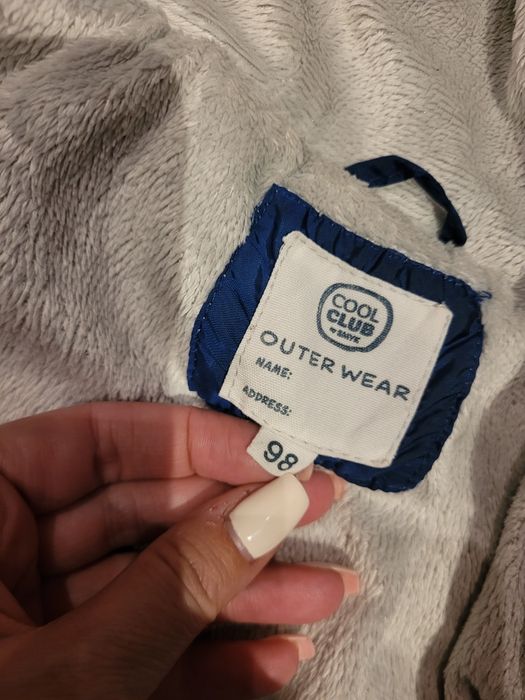 COOL
CLUB
BY SMYK
OUTER WEAR
NAME:
ADDRESS:
98